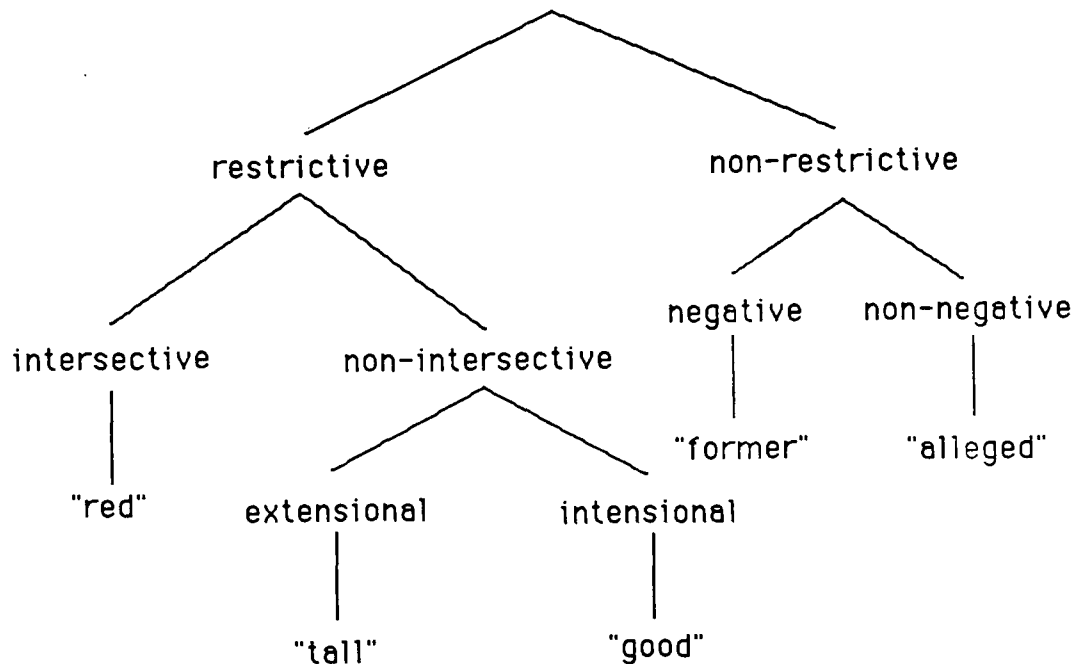 restrictive
non-restrictive
intersective
non-intersective
negative
non-negative
"red"
extensional
intensional
"former"
"alleged"
"tall"
"good"